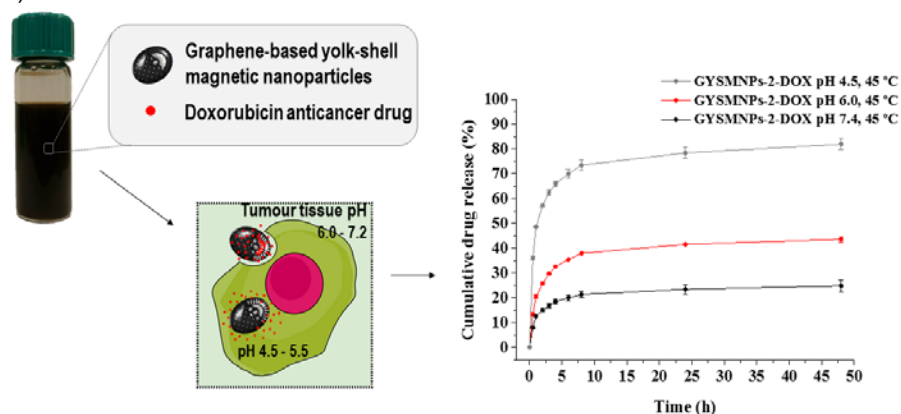 )
Graphene-based yolk-shell
magnetic nanoparticles
Doxorubicin anticancer drug
Tumour tissue pH
6.0 - 7.2
pH 4.5 - 5.5
GYSMNPs-2-DOX pH 4.5, 45 ºC
GYSMNPs-2-DOX pH 6.0, 45 ºC
GYSMNPs-2-DOX pH 7.4, 45 ºC
Cumulative drug release (%)
100
90
80
70
60
50
40
30
20
10
0
0 5 10 15 20 25 30 35 40 45 50
Time (h)